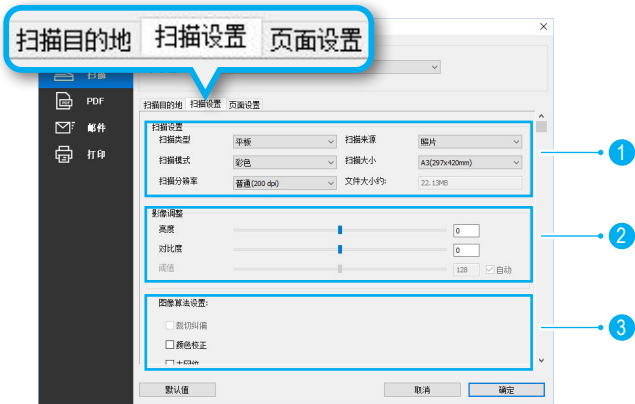 扫描目的地 扫描设置 页面设置
扫描
PDF
邮件
打印
扫描目的地 扫描设置 页面设置
扫描设置
扫描类型 平板 扫描来源 照片
扫描模式 彩色 扫描大小 A3(297x420mm)
扫描分辨率 普通(200 dpi) 文件大小约: 22.13MB
1
影像调整
亮度 0
对比度 0
阈值 128 自动
2
图像算法设置:
裁切纠偏
颜色校正
3
默认值 取消 确定